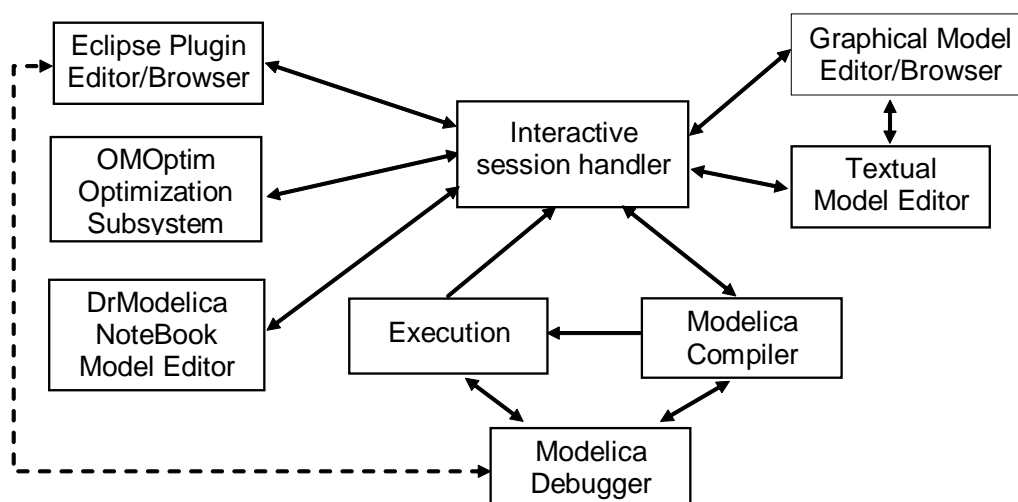 Eclipse Plugin
Editor/Browser
Graphical Model
Editor/Browser
Interactive
session handler
OMOptim
Optimization
Subsystem
Textual
Model Editor
DrModelica
NoteBook
Model Editor
Execution
Modelica
Compiler
Modelica
Debugger